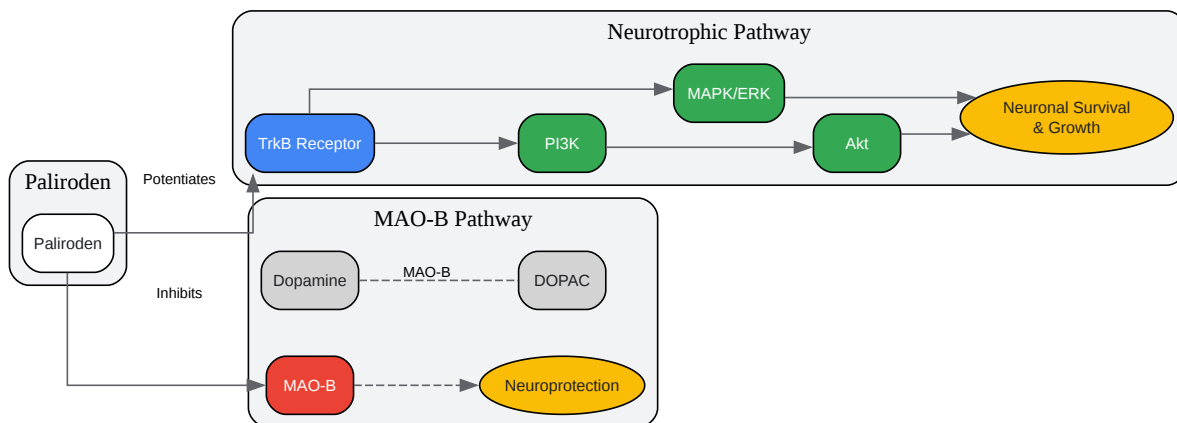 Neurotrophic Pathway
MAPK/ERK
Neuronal Survival
& Growth
TrkB Receptor
PI3K
Akt
Paliroden
Potentiates
Paliroden
MAO-B Pathway
Dopamine
MAO-B
DOPAC
Inhibits
MAO-B
Neuroprotection